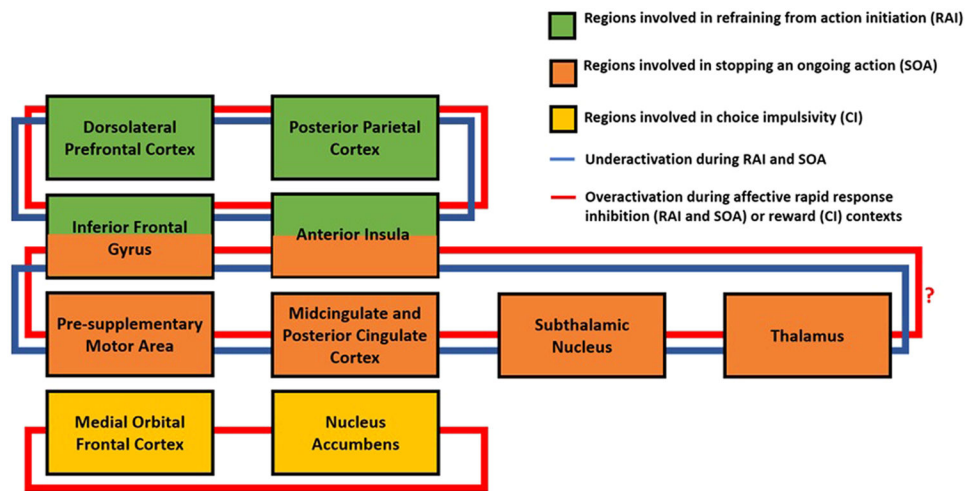 Regions involved in refraining from action initiation (RAI)
Regions involved in stopping an ongoing action (SOA)
Regions involved in choice impulsivity (CI)
Underactivation during RAI and SOA
Overactivation during affective rapid response
inhibition (RAI and SOA) or reward (CI) contexts
Dorsolateral
Prefrontal Cortex
Posterior Parietal
Cortex
Inferior Frontal
Gyrus
Anterior Insula
?
Pre-supplementary
Motor Area
Midcingulate and
Posterior Cingulate
Cortex
Subthalamic
Nucleus
Thalamus
Medial Orbital
Frontal Cortex
Nucleus
Accumbens